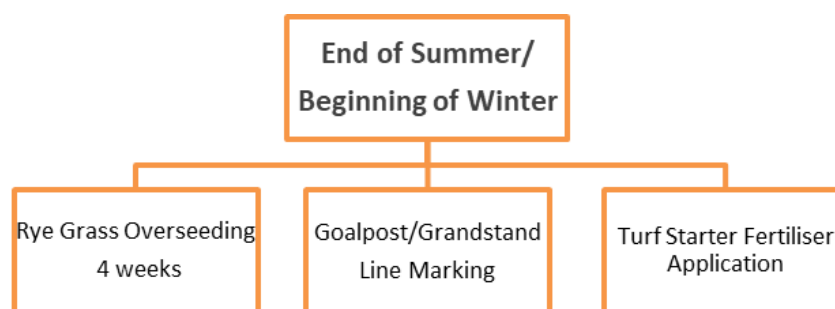 End of Summer/
Beginning of Winter
Rye Grass Overseeding
4 weeks
Goalpost/Grandstand
Line Marking
Turf Starter Fertiliser
Application